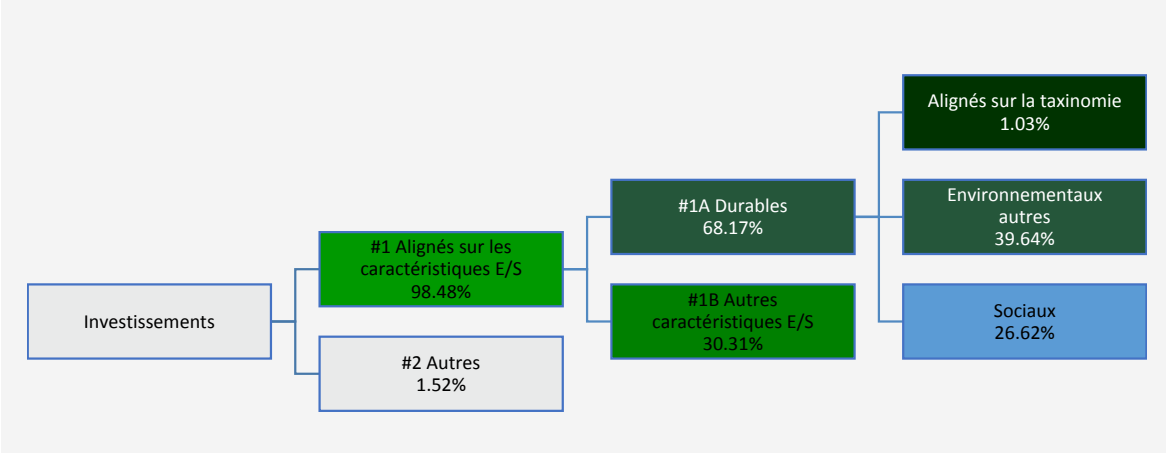 Investissements
#1 Alignés sur les
caractéristiques E/S
98.48%
#2 Autres
1.52%
#1A Durables
68.17%
#1B Autres
caractéristiques E/S
30.31%
Alignés sur la taxinomie
1.03%
Environnementaux
autres
39.64%
Sociaux
26.62%